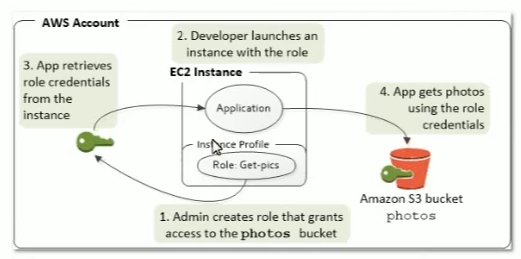 AWS Account
2. Developer launches an
instance with the role
3. App retrieves
role credentials
from the
instance
EC2 Instance
Application
4. App gets photos
using the role
credentials
Instance Profile
Role: Get-pics
Amazon S3 bucket
photos
1. Admin creates role that grants
access to the photos bucket